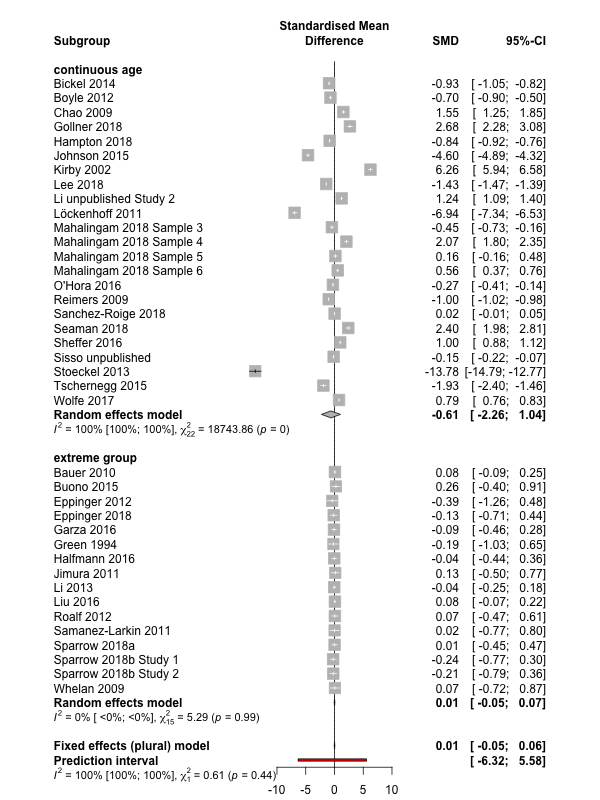 Standardised Mean
Subgroup Difference SMD 95%-CI
continuous age
Bickel 2014 -0.93 [ -1.05; -0.82]
Boyle 2012 -0.70 [ -0.90; -0.50]
Chao 2009 1.55 [ 1.25; 1.85]
Gollner 2018 2.68 [ 2.28; 3.08]
Hampton 2018 -0.84 [ -0.92; -0.76]
Johnson 2015 -4.60 [ -4.89; -4.32]
Kirby 2002 6.26 [ 5.94; 6.58]
Lee 2018 -1.43 [ -1.47; -1.39]
Li unpublished Study 2 1.24 [ 1.09; 1.40]
Löckenhoff 2011 -6.94 [ -7.34; -6.53]
Mahalingam 2018 Sample 3 -0.45 [ -0.73; -0.16]
Mahalingam 2018 Sample 4 2.07 [ 1.80; 2.35]
Mahalingam 2018 Sample 5 0.16 [ -0.16; 0.48]
Mahalingam 2018 Sample 6 0.56 [ 0.37; 0.76]
O'Hora 2016 -0.27 [ -0.41; -0.14]
Reimers 2009 -1.00 [ -1.02; -0.98]
Sanchez-Roige 2018 0.02 [ -0.01; 0.05]
Seaman 2018 2.40 [ 1.98; 2.81]
Sheffer 2016 1.00 [ 0.88; 1.12]
Sisso unpublished -0.15 [ -0.22; -0.07]
Stoeckel 2013 -13.78 [-14.79; -12.77]
Tschernegg 2015 -1.93 [ -2.40; -1.46]
Wolfe 2017 0.79 [ 0.76; 0.83]
Random effects model -0.61 [ -2.26; 1.04]
I² = 100% [100%; 100%], χ²₂₂ = 18743.86 (p = 0)
extreme group
Bauer 2010 0.08 [ -0.09; 0.25]
Buono 2015 0.26 [ -0.40; 0.91]
Eppinger 2012 -0.39 [ -1.26; 0.48]
Eppinger 2018 -0.13 [ -0.71; 0.44]
Garza 2016 -0.09 [ -0.46; 0.28]
Green 1994 -0.19 [ -1.03; 0.65]
Halfmann 2016 -0.04 [ -0.44; 0.36]
Jimura 2011 0.13 [ -0.50; 0.77]
Li 2013 -0.04 [ -0.25; 0.18]
Liu 2016 0.08 [ -0.07; 0.22]
Roalf 2012 0.07 [ -0.47; 0.61]
Samanez-Larkin 2011 0.02 [ -0.77; 0.80]
Sparrow 2018a 0.01 [ -0.45; 0.47]
Sparrow 2018b Study 1 -0.24 [ -0.77; 0.30]
Sparrow 2018b Study 2 -0.21 [ -0.79; 0.36]
Whelan 2009 0.07 [ -0.72; 0.87]
Random effects model 0.01 [ -0.05; 0.07]
I² = 0% [ <0%; <0%], χ²₁₅ = 5.29 (p = 0.99)
Fixed effects (plural) model 0.01 [ -0.05; 0.06]
Prediction interval [ -6.32; 5.58]
I² = 100% [100%; 100%], χ²₁ = 0.61 (p = 0.44)
-10 -5 0 5 10